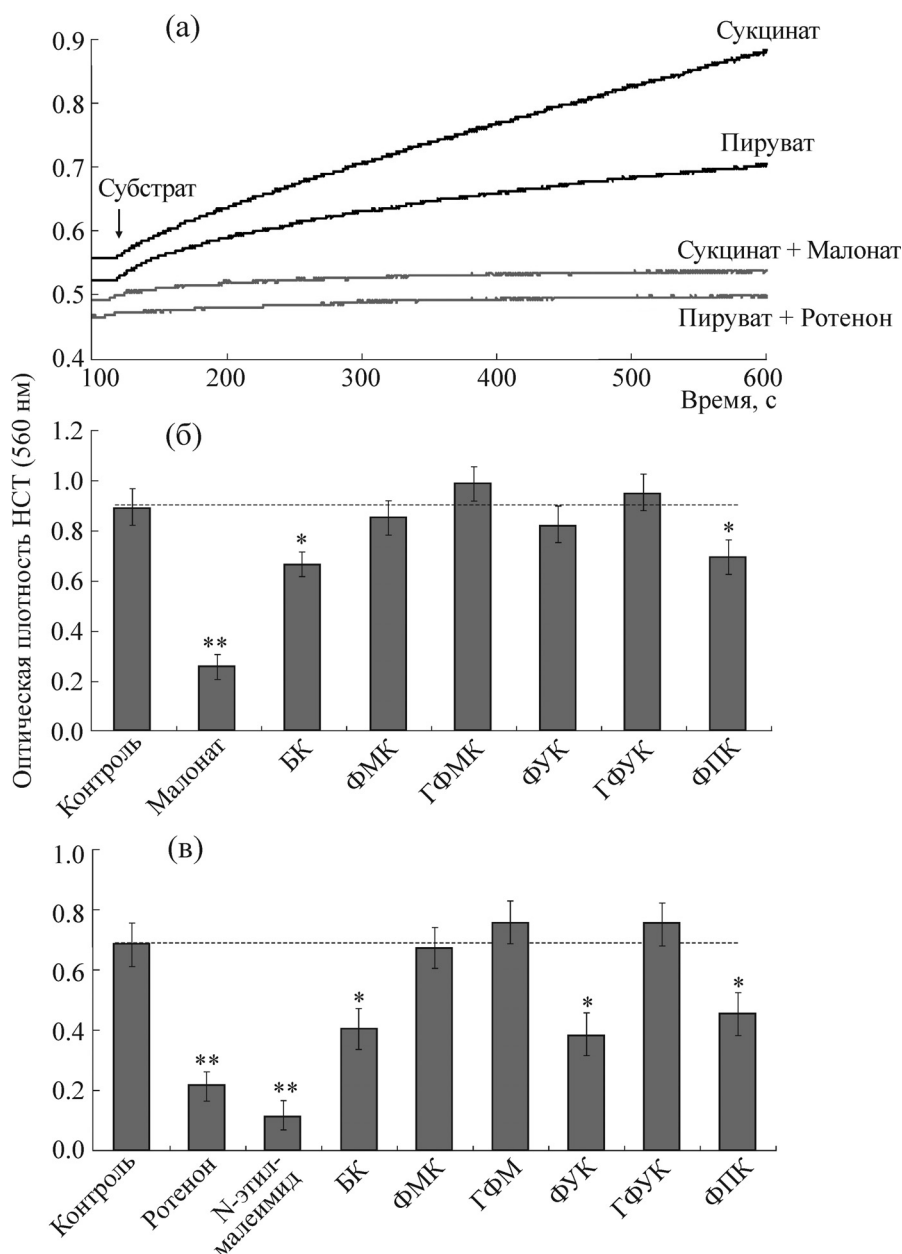 (а)
0.9
Сукцинат
0.8
Пируват
0.7
Субстрат
0.6
Сукцинат + Малонат
0.5
Пируват + Ротенон
0.4
100 200 300 400 500 600
Время, с
Оптическая плотность НСТ (560 нм)
(б)
1.2
1.0
*
*
0.8
0.6
0.4
**
0.2
0.0
Контроль Малонат БК ФМК ГФМК ФУК ГФУК ФПК
(в)
1.0
0.8
0.6
* * *
0.4
** **
0.2
0.0
Контроль Ротенон N-этил- БК ФМК ГФМ ФУК ГФУК ФПК
малеимид